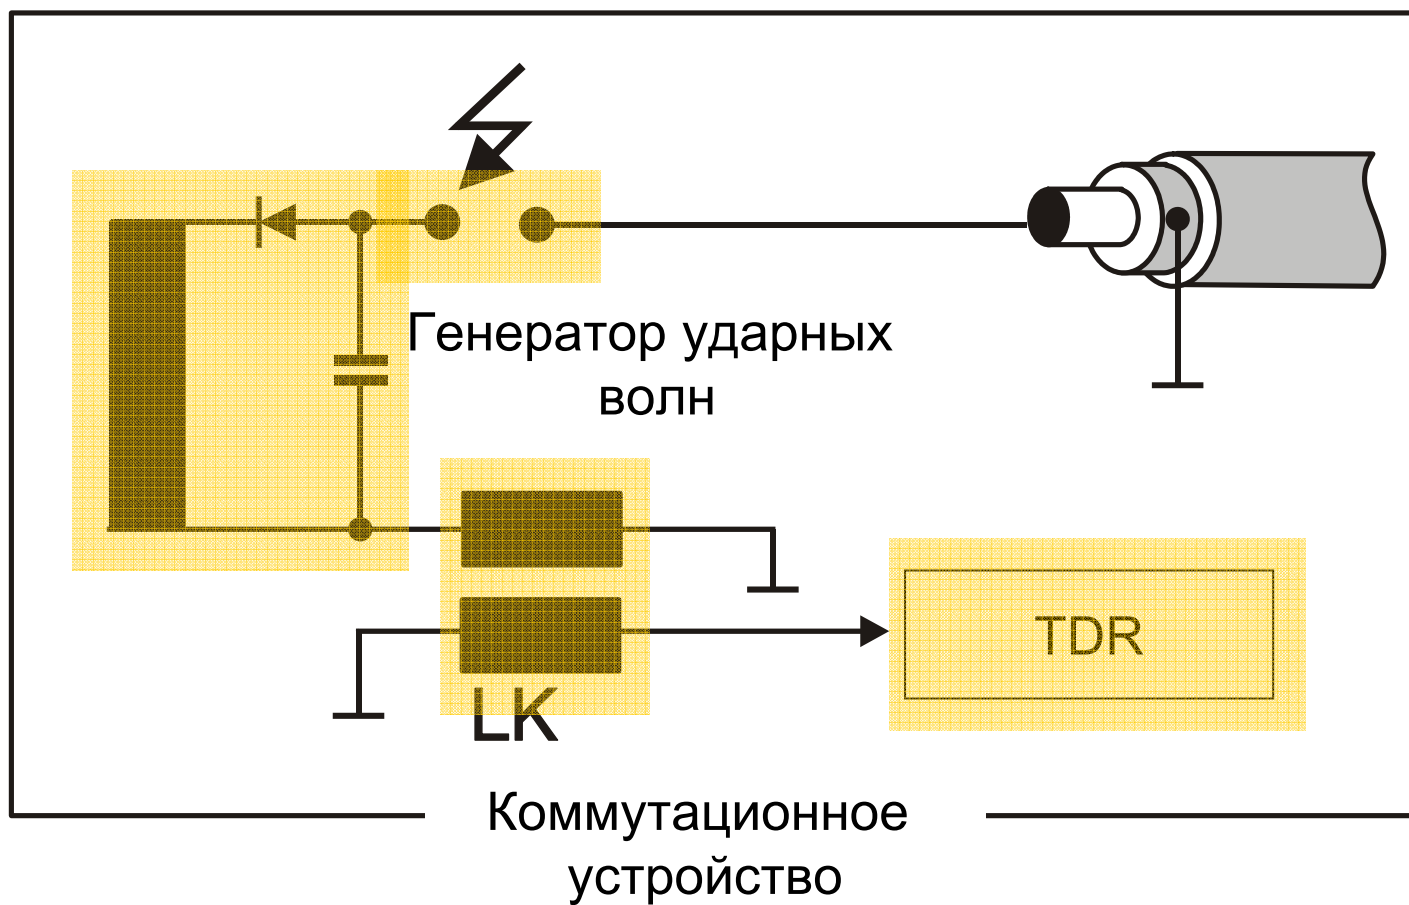 Генератор ударных
волн
TDR
LK
Коммутационное
устройство